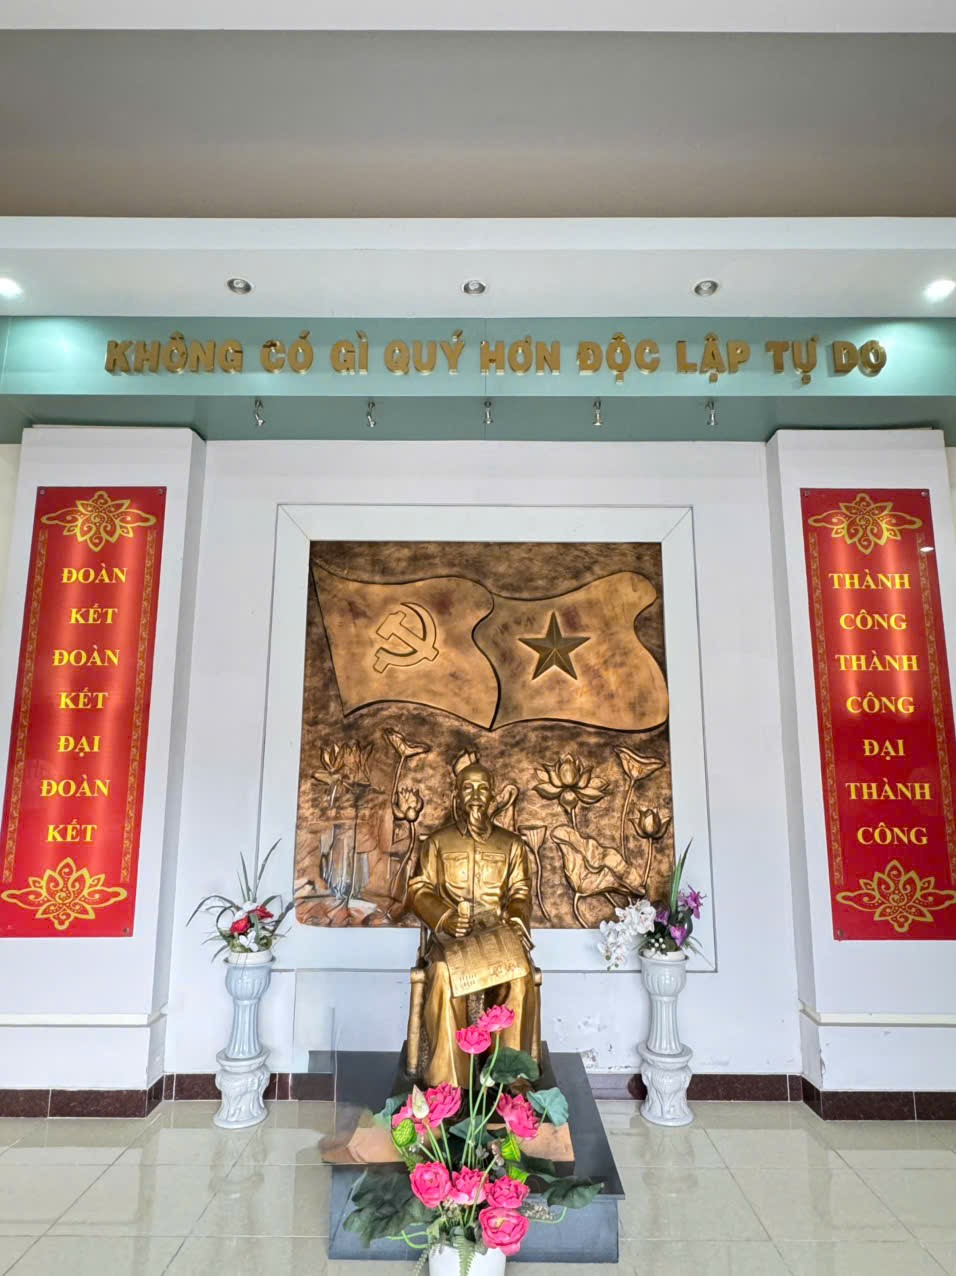 KHÔNG CÓ GÌ QUÝ HƠN ĐỘC LẬP TỰ DO
ĐOÀN
KẾT
ĐOÀN
KẾT
ĐẠI
ĐOÀN
KẾT
THÀNH
CÔNG
THÀNH
CÔNG
ĐẠI
THÀNH
CÔNG